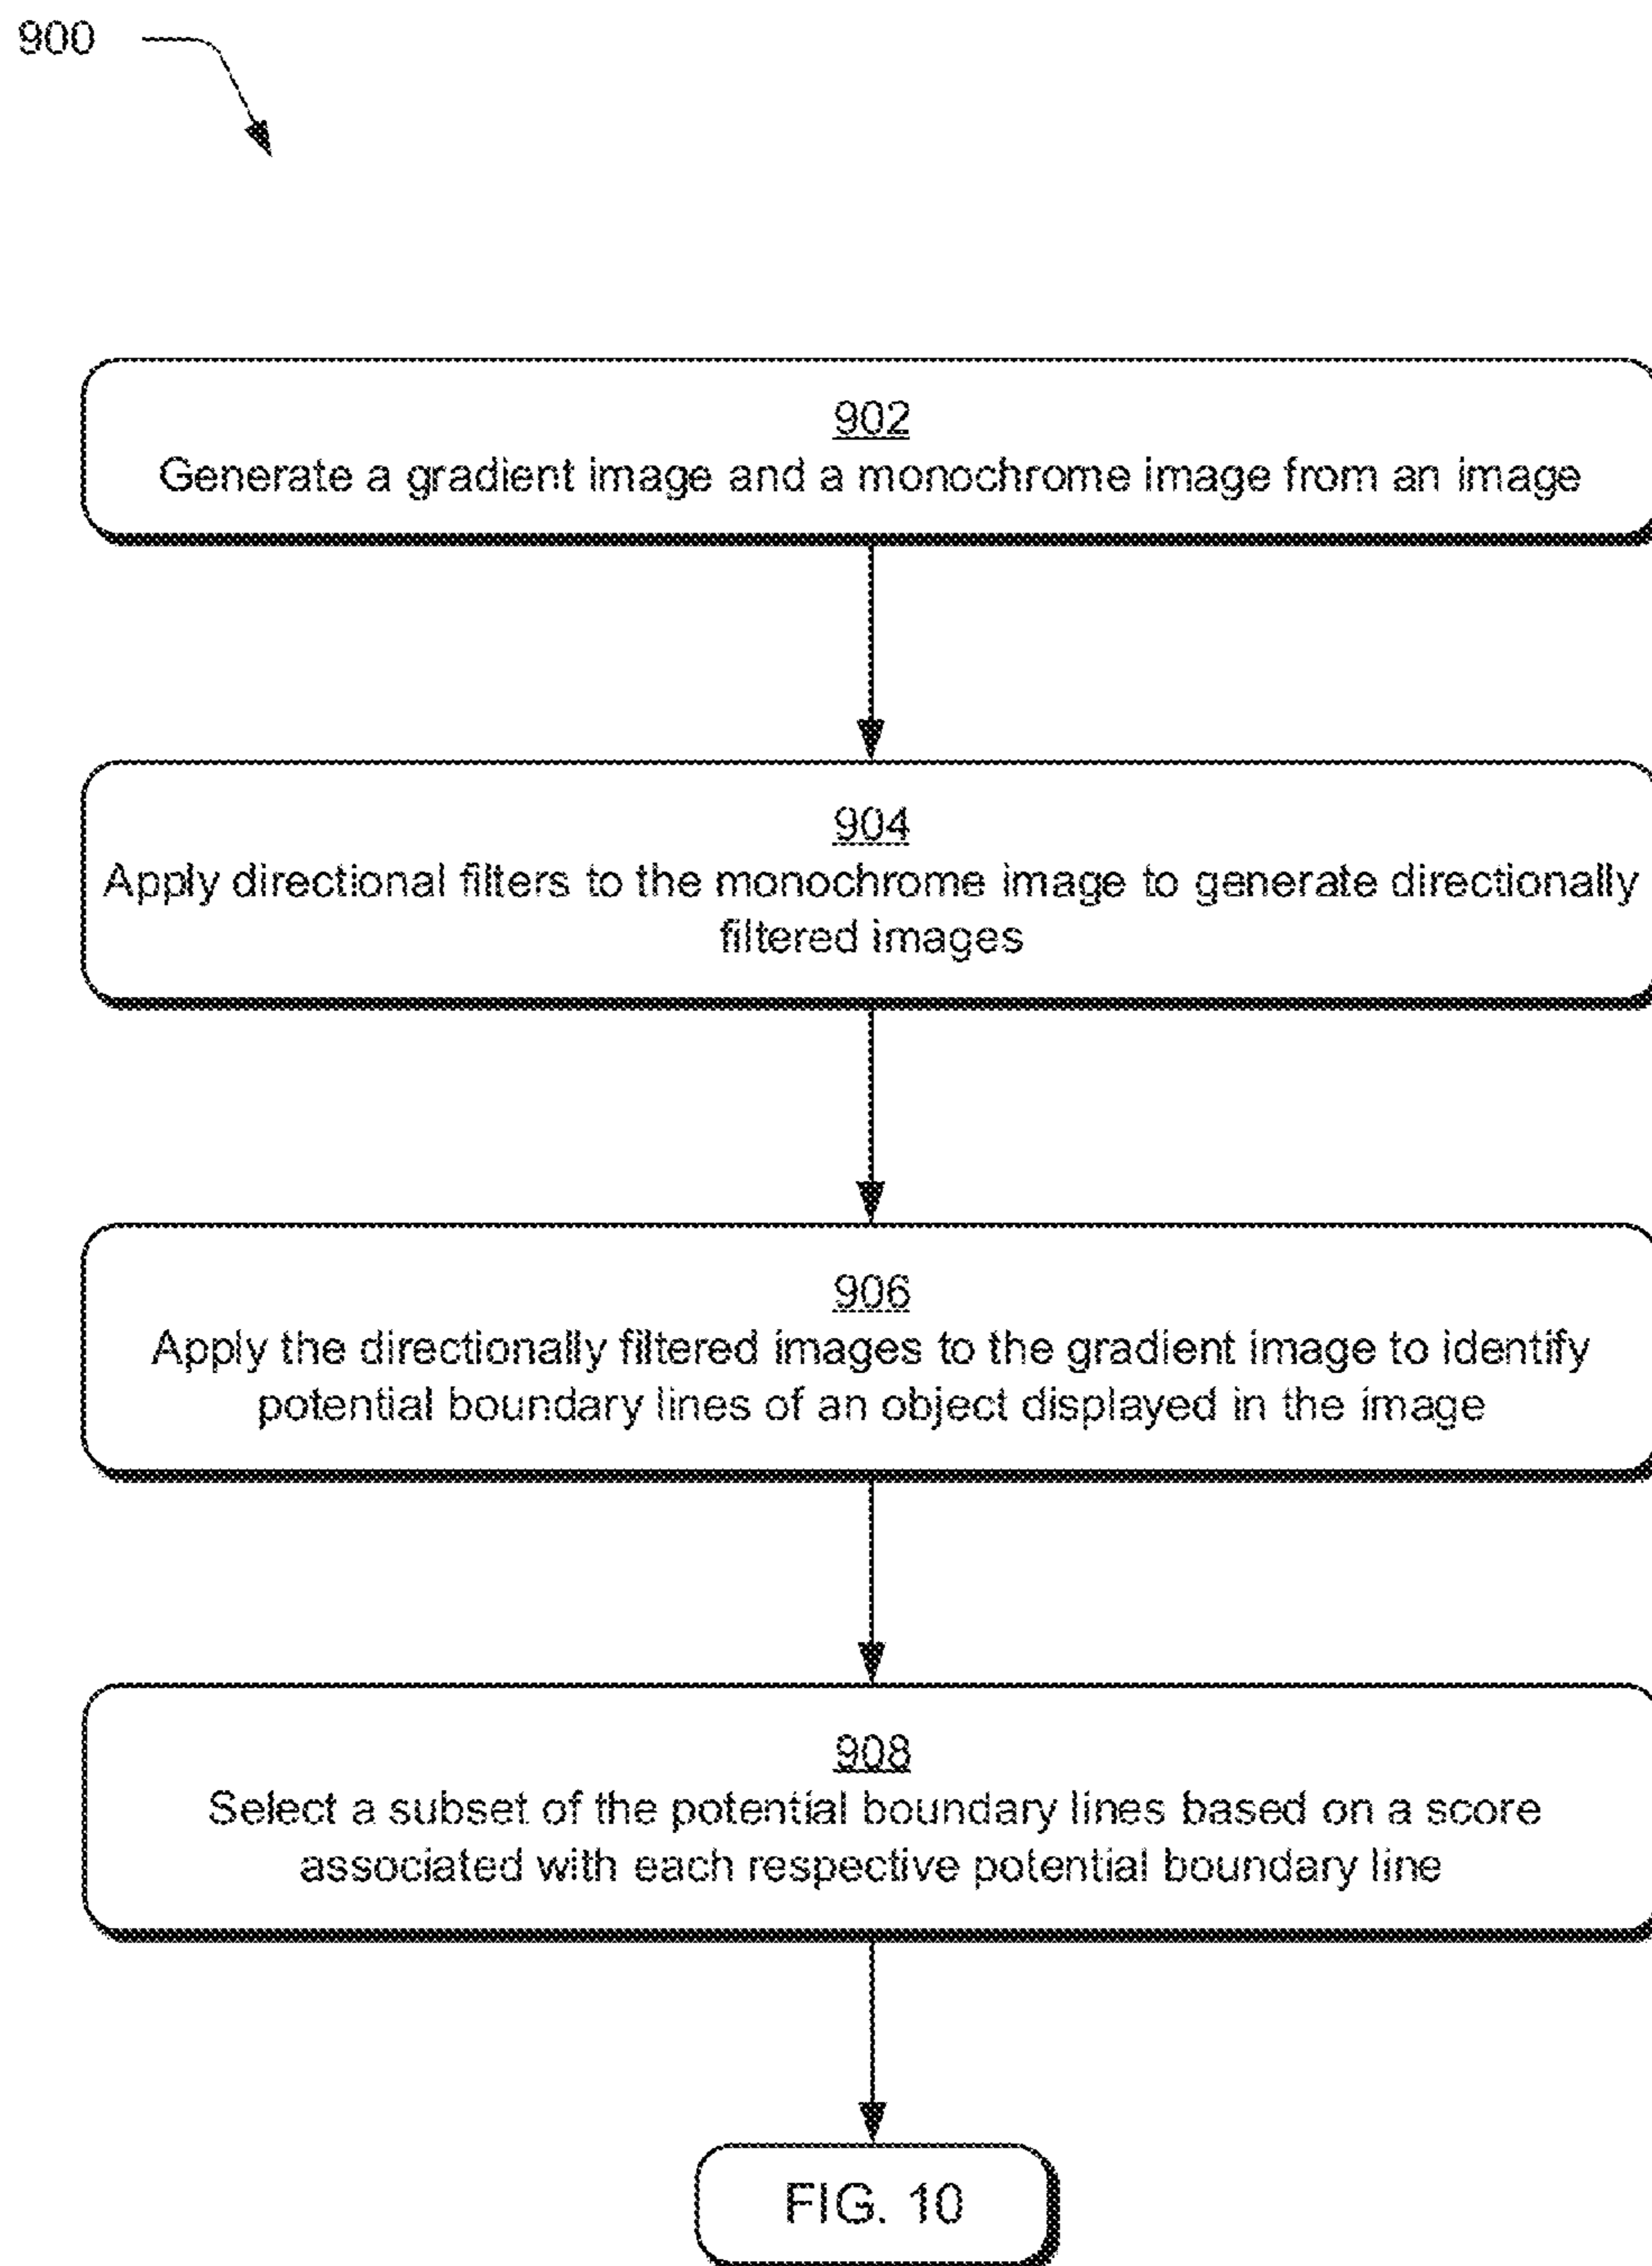 900
902
Generate a gradient image and a monochrome image from an image
904
Apply directional filters to the monochrome image to generate directionally
filtered images
906
Apply the directionally filtered images to the gradient image to identify
potential boundary lines of an object displayed in the image
908
Select a subset of the potential boundary lines based on a score
associated with each respective potential boundary line
FIG. 10